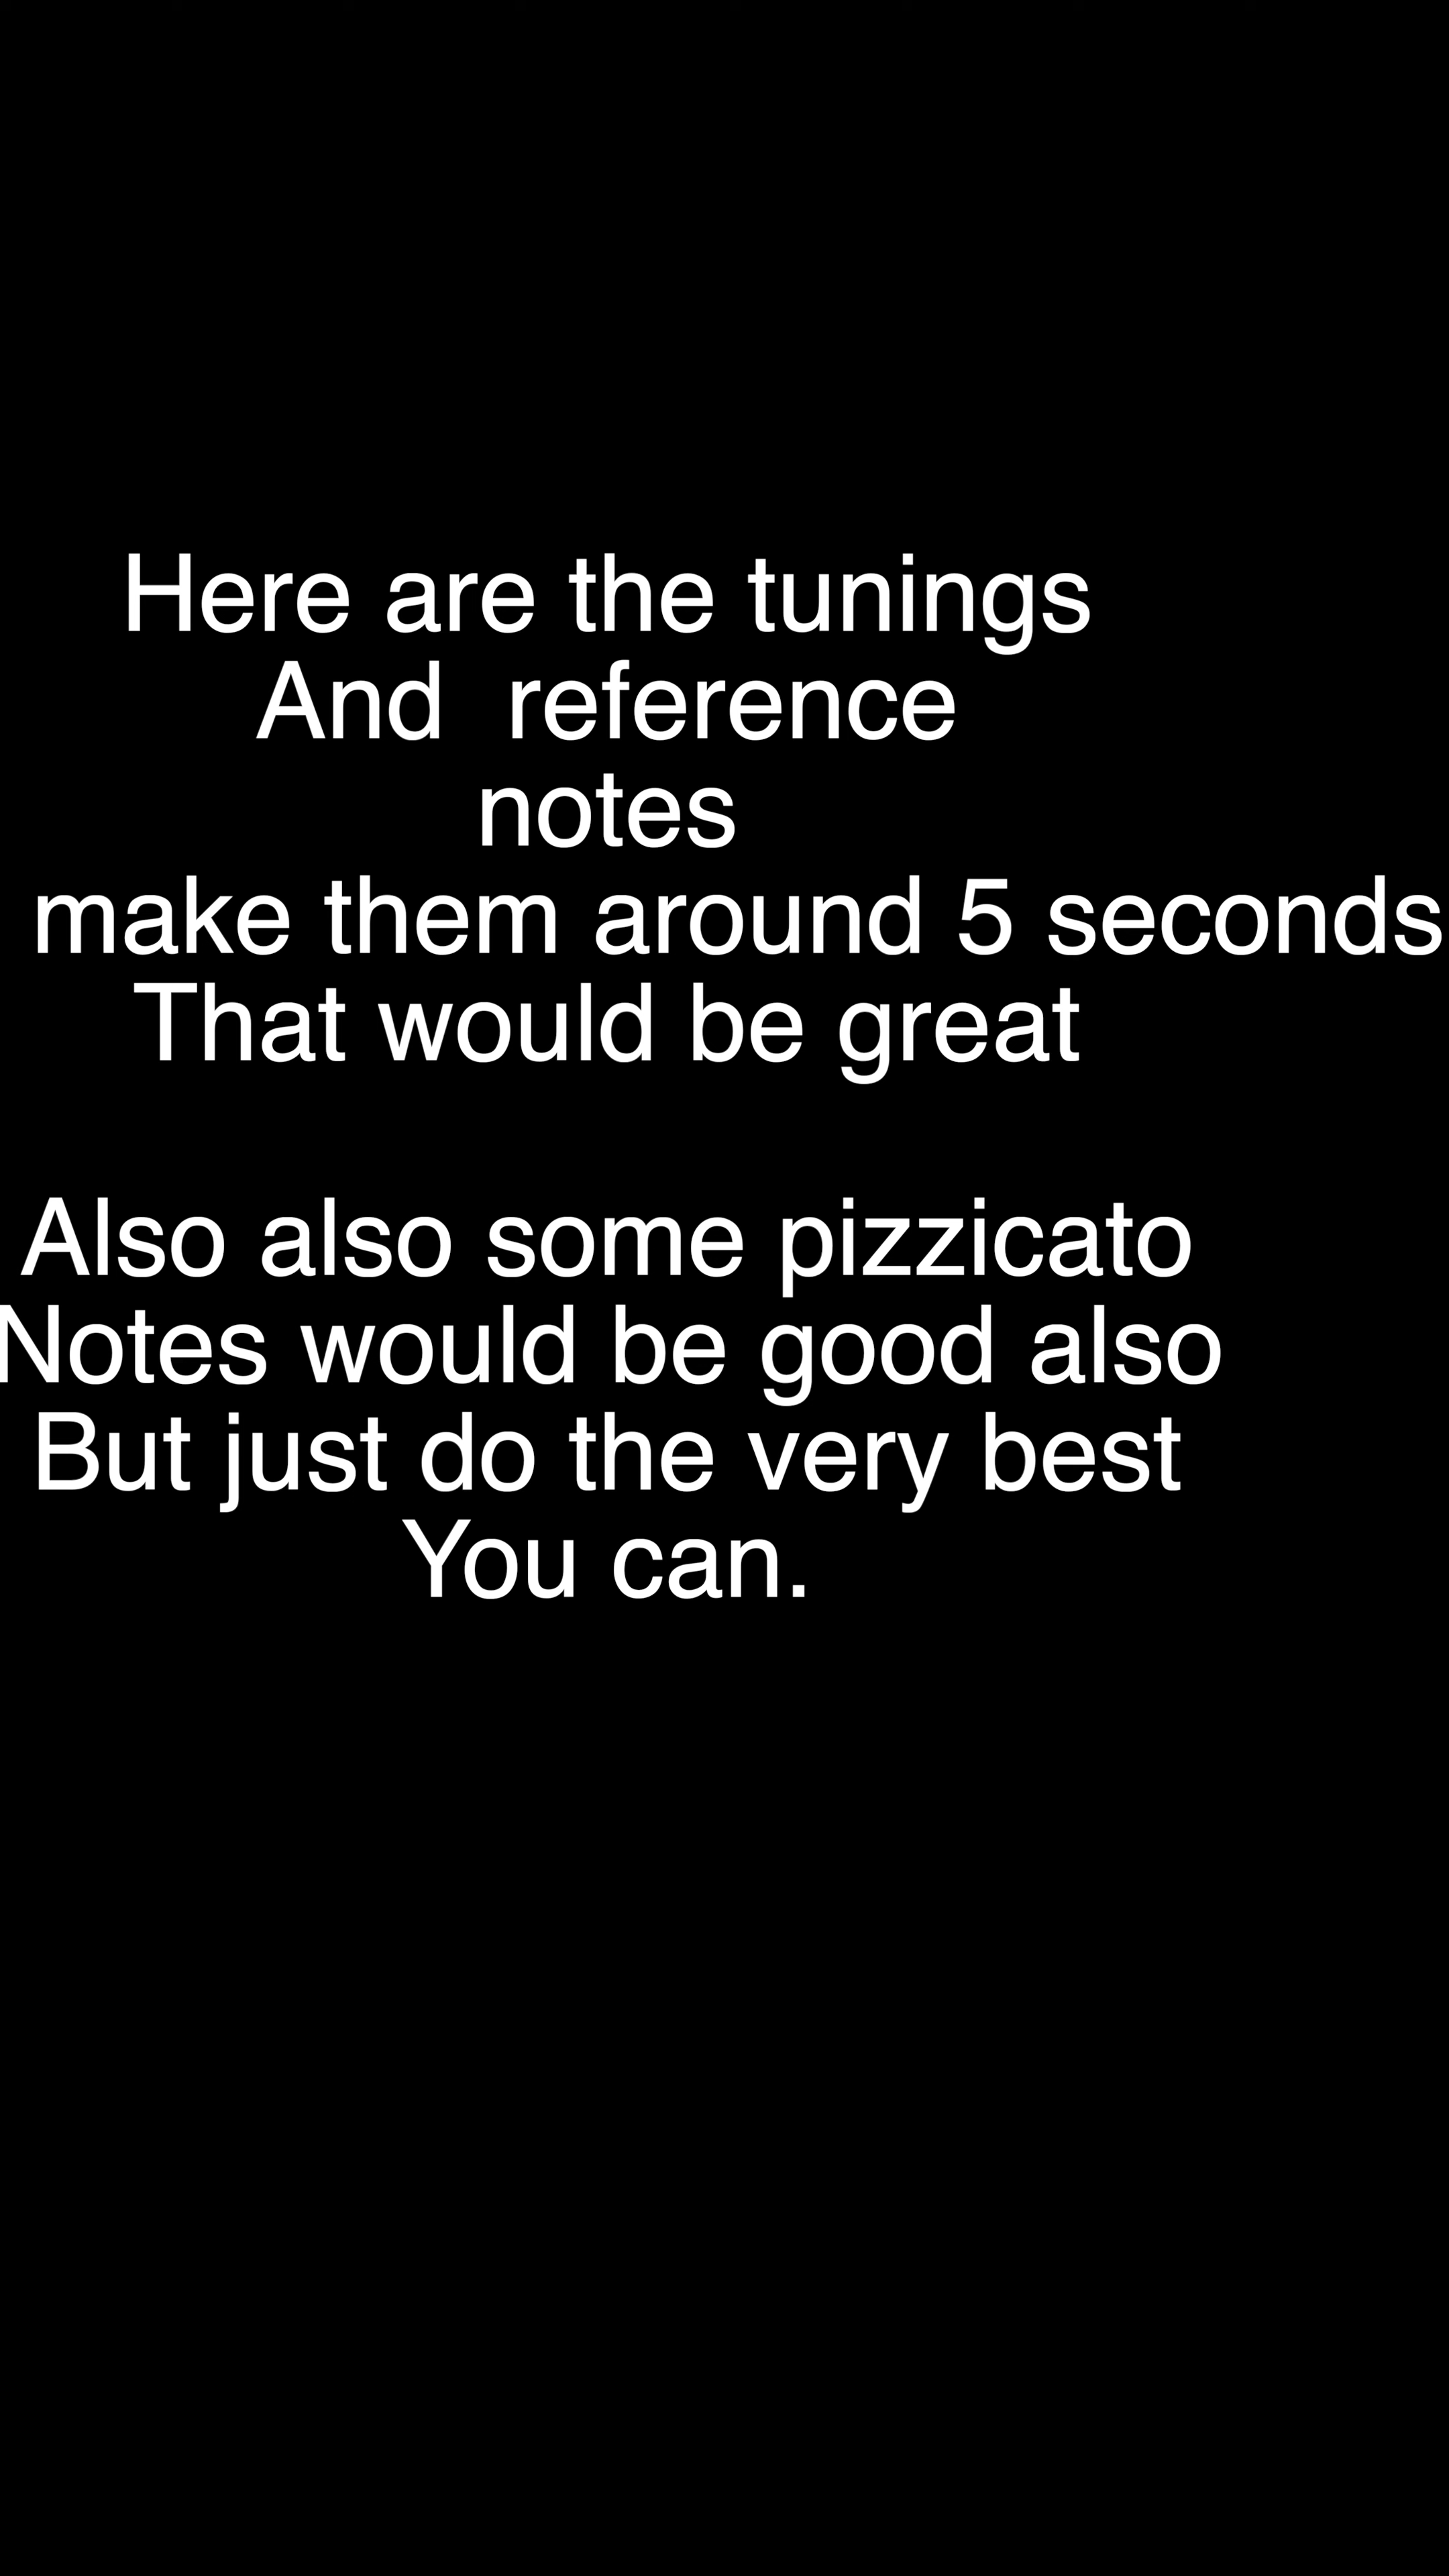 Here are the tunings
And  reference
notes
make them around 5 seconds
That would be great
Also also some pizzicato
Notes would be good also
But just do the very best
You can.